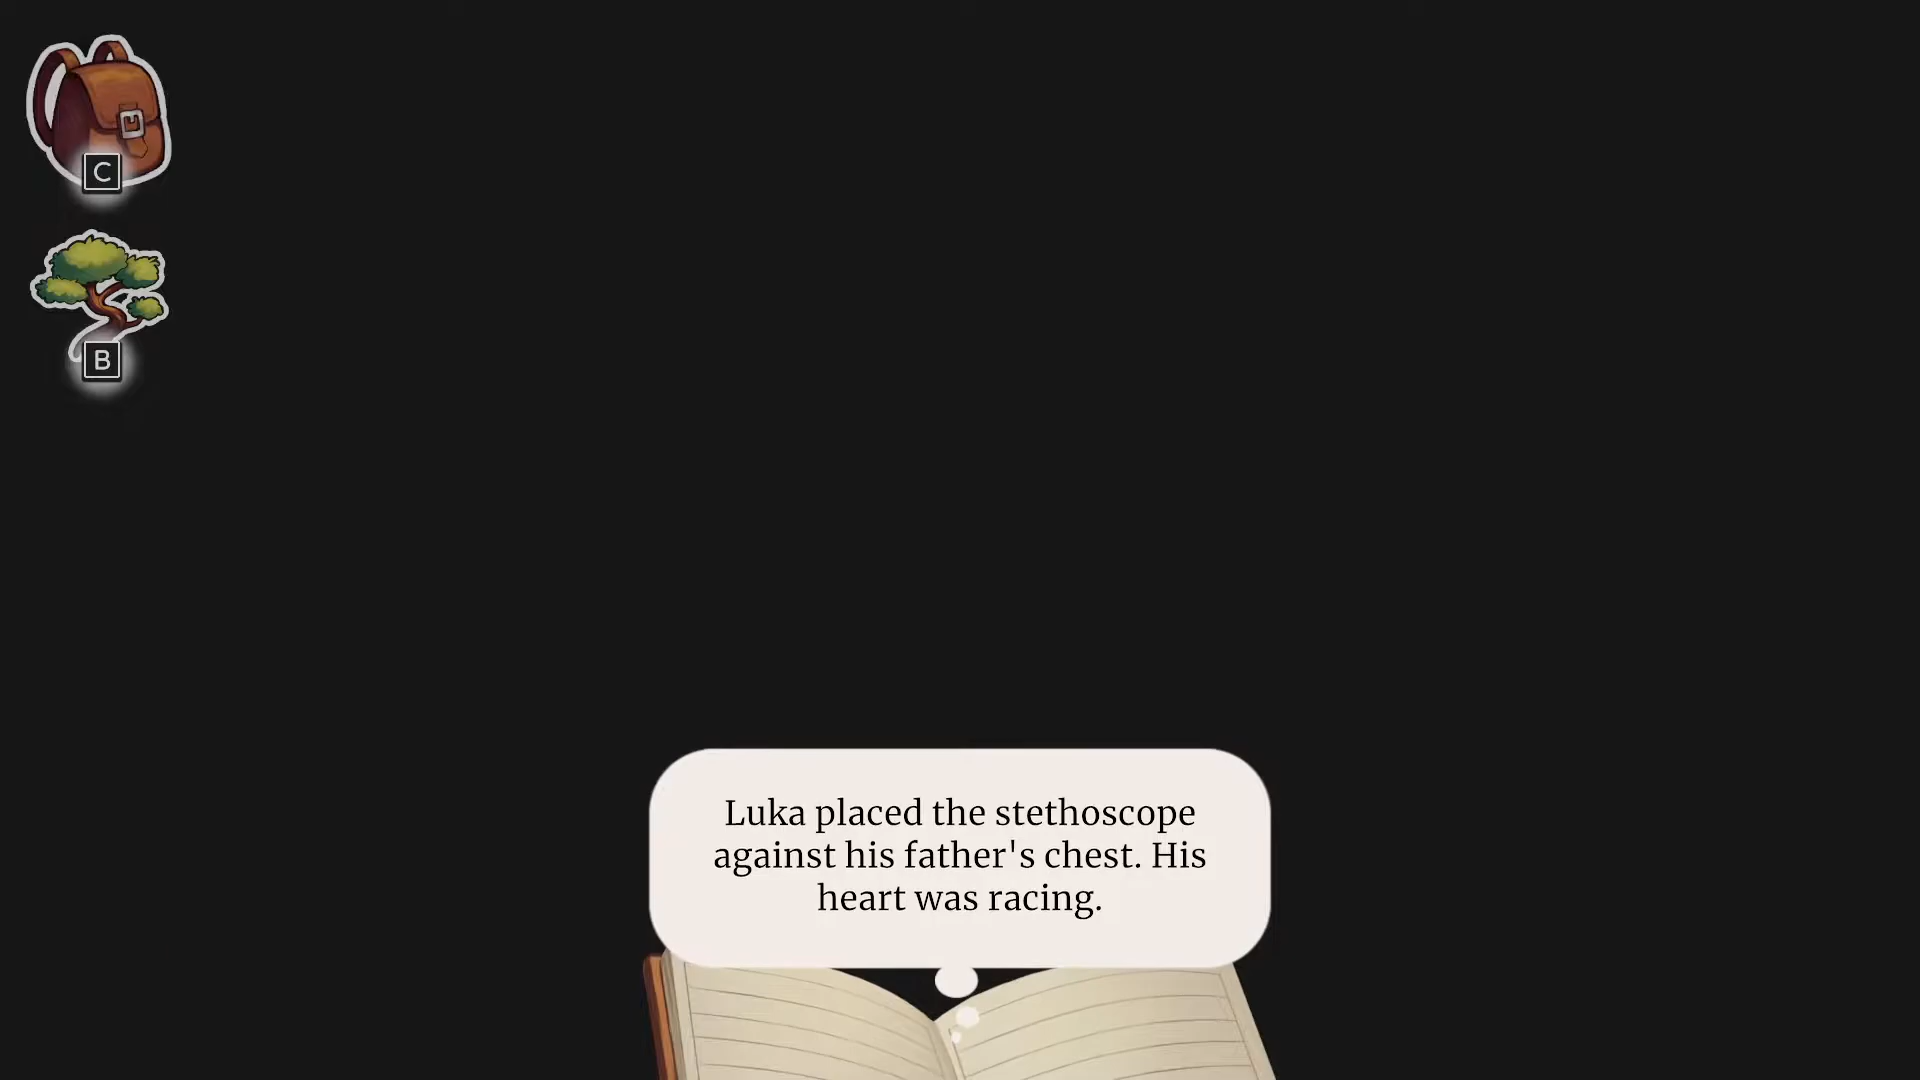 C
B
Luka placed the stethoscope
against his father's chest. His
heart was racing.